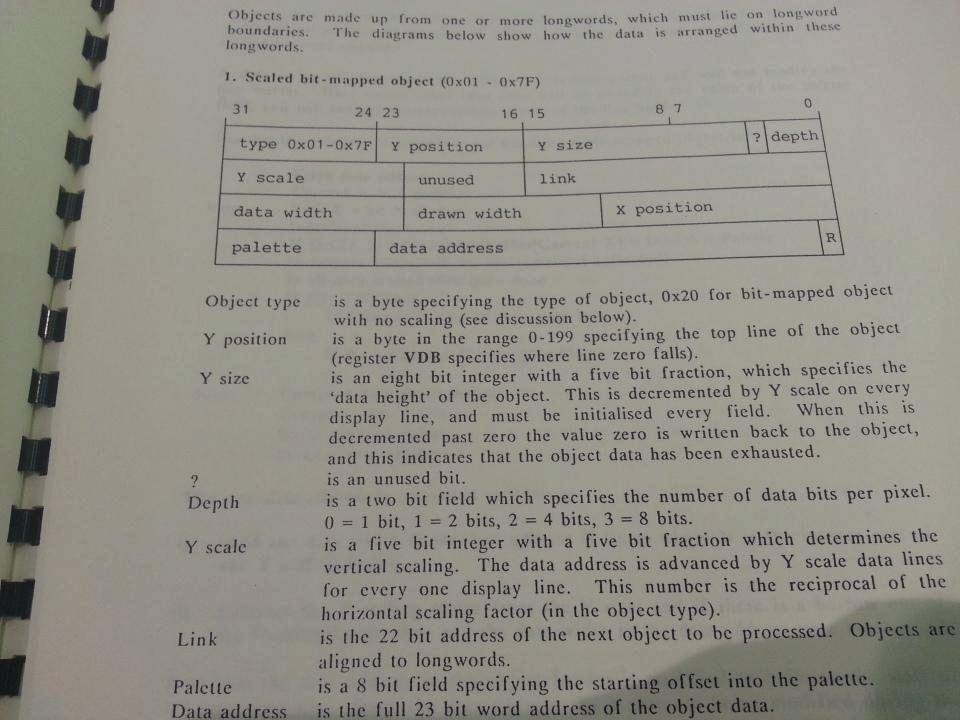 Objects are made up from one or more longwords, which must lie on longword
boundaries. The diagrams below show how the data is arranged within these
longwords.
1. Scaled bit-mapped object (0x01 - 0x7F)
31 24 23 16 15 8 7 0
type 0x01-0x7F Y position Y size ? depth
Y scale unused link
data width drawn width X position
palette data address R
Object type is a byte specifying the type of object, 0x20 for bit-mapped object
with no scaling (see discussion below).
Y position is a byte in the range 0-199 specifying the top line of the object
(register VDB specifies where line zero falls).
Y size is an eight bit integer with a five bit fraction, which specifies the
'data height' of the object. This is decremented by Y scale on every
display line, and must be initialised every field. When this is
decremented past zero the value zero is written back to the object,
and this indicates that the object data has been exhausted.
? is an unused bit.
Depth is a two bit field which specifies the number of data bits per pixel.
0 = 1 bit, 1 = 2 bits, 2 = 4 bits, 3 = 8 bits.
Y scale is a five bit integer with a five bit fraction which determines the
vertical scaling. The data address is advanced by Y scale data lines
for every one display line. This number is the reciprocal of the
horizontal scaling factor (in the object type).
Link is the 22 bit address of the next object to be processed. Objects are
aligned to longwords.
Palette is a 8 bit field specifying the starting offset into the palette.
Data address is the full 23 bit word address of the object data.